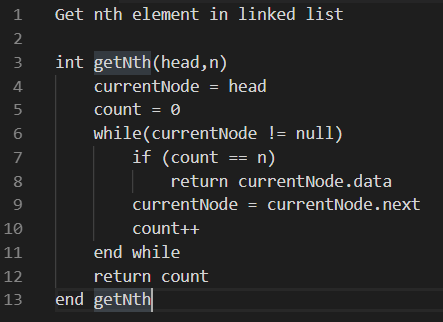 1 Get nth element in linked list
2
3 int getNth(head,n)
4 currentNode = head
5 count = 0
6 while(currentNode != null)
7 if (count == n)
8 return currentNode.data
9 currentNode = currentNode.next
10 count++
11 end while
12 return count
13 end getNth